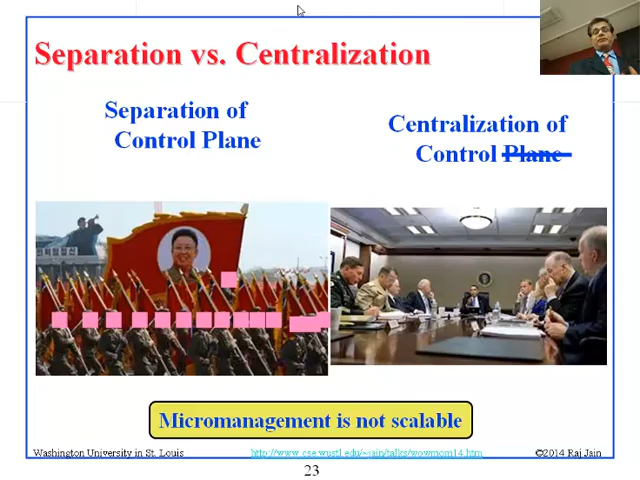 Separation vs. Centralization
Separation of
Control Plane
Centralization of
Control Plane
Micromanagement is not scalable
Washington University in St. Louis
http://www.cse.wustl.edu/~jain/talks/wowmom14.htm
©2014 Raj Jain
23